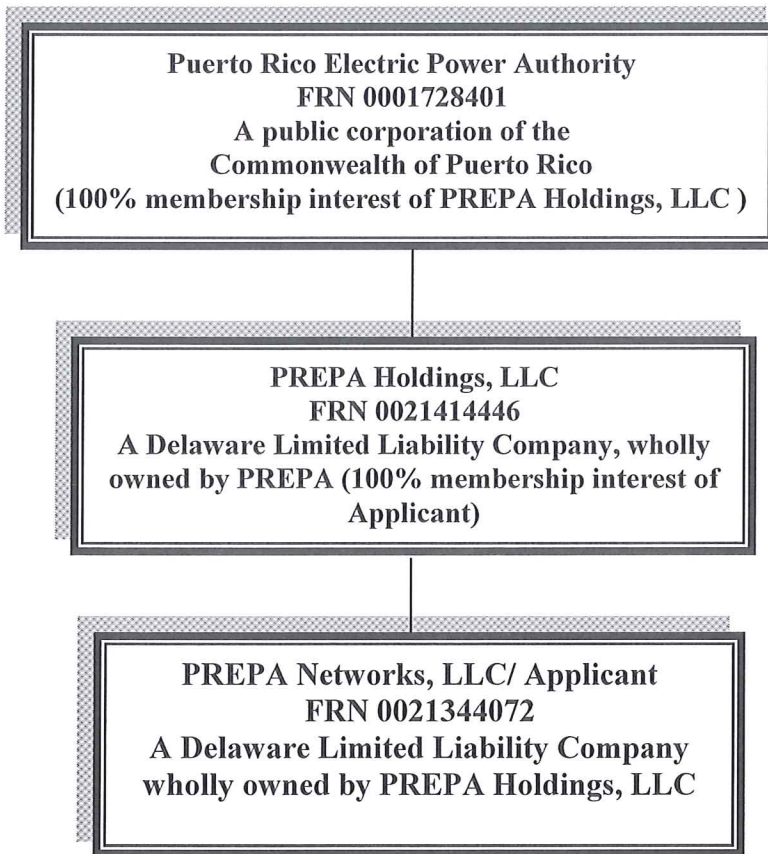 Puerto Rico Electric Power Authority
FRN 0001728401
A public corporation of the
Commonwealth of Puerto Rico
(100% membership interest of PREPA Holdings, LLC )
PREPA Holdings, LLC
FRN 0021414446
A Delaware Limited Liability Company, wholly
owned by PREPA (100% membership interest of
Applicant)
PREPA Networks, LLC/ Applicant
FRN 0021344072
A Delaware Limited Liability Company
wholly owned by PREPA Holdings, LLC